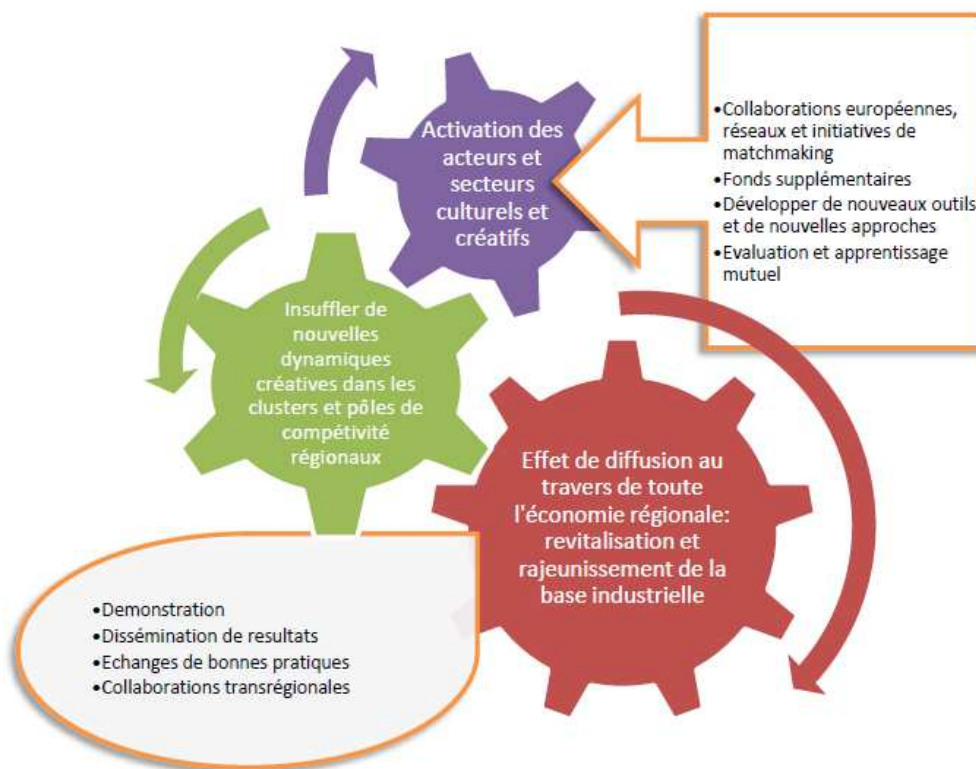 Activation des
acteurs et
secteurs
culturels et
créatifs
•Collaborations européennes,
réseaux et initiatives de
matchmaking
•Fonds supplémentaires
•Développer de nouveaux outils
et de nouvelles approches
•Evaluation et apprentissage
mutuel
Insuffler de
nouvelles
dynamiques
créatives dans les
clusters et pôles de
compétivité
régionaux
Effet de diffusion au
travers de toute
l'économie régionale:
revitalisation et
rajeunissement de la
base industrielle
•Demonstration
•Dissémination de resultats
•Echanges de bonnes pratiques
•Collaborations transrégionales